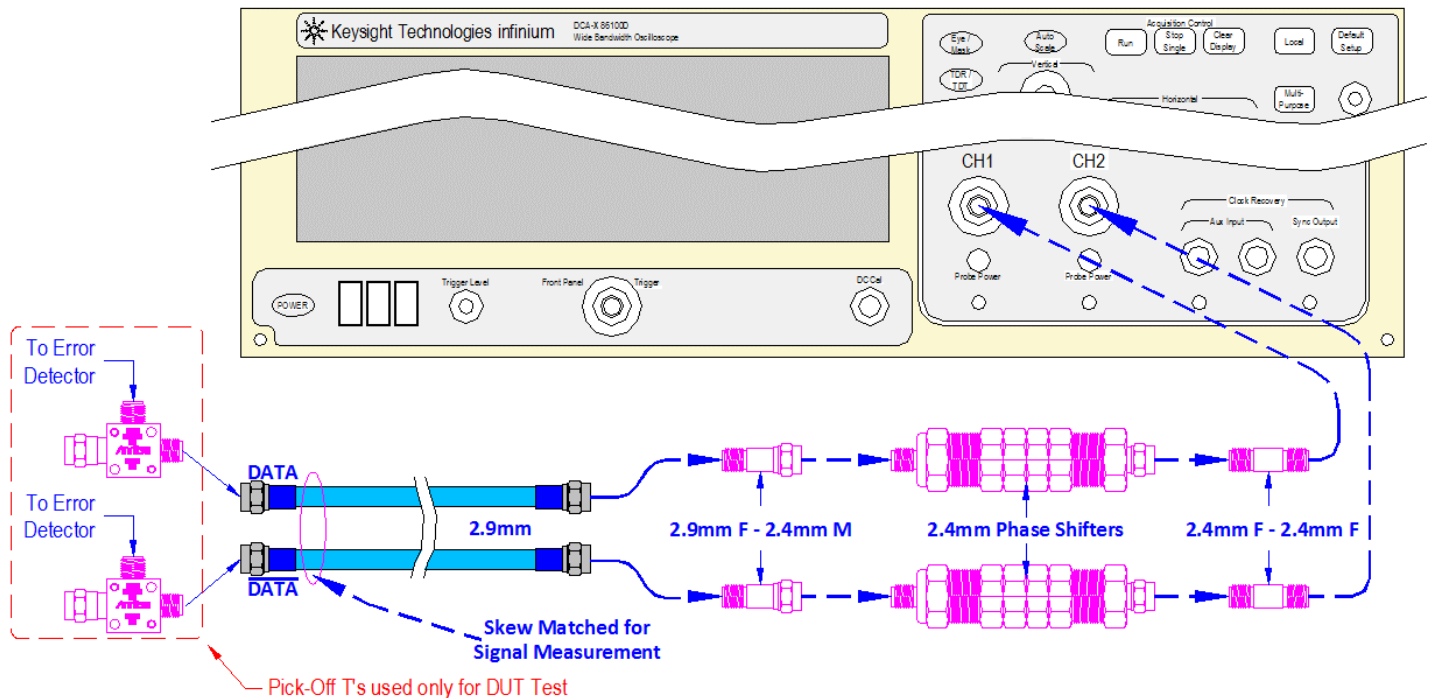 Keysight Technologies infinium
DCA-X 86100D
Wide Bandwidth Oscilloscope
Acquisition Control
Eye /
Mask
Auto
Scale
Run
Stop
Single
Clear
Display
Local
Default
Setup
TDR /
TDT
Vertical
Horizontal
Multi-
Purpose
CH1
CH2
Clock Recovery
Aux Input
Sync Output
Probe Power
Probe Power
POWER
Trigger Level
Front Panel
Trigger
DC Cal
To Error
Detector
To Error
Detector
DATA
DATA
2.9mm
2.9mm F - 2.4mm M
2.4mm Phase Shifters
2.4mm F - 2.4mm F
Skew Matched for
Signal Measurement
Pick-Off T's used only for DUT Test